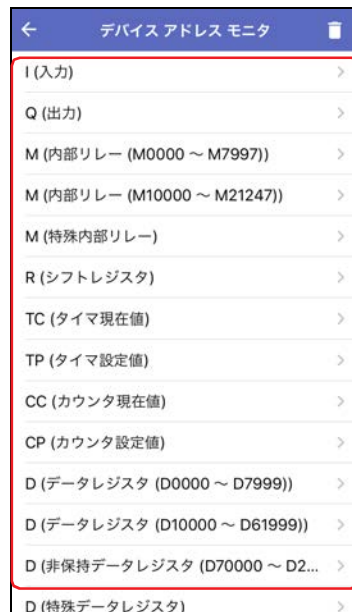 デバイス アドレス モニタ
I (入力)
Q (出力)
M (内部リレー (M0000 ～ M7997))
M (内部リレー (M10000 ～ M21247))
M (特殊内部リレー)
R (シフトレジスタ)
TC (タイマ現在値)
TP (タイマ設定値)
CC (カウンタ現在値)
CP (カウンタ設定値)
D (データレジスタ (D0000 ～ D7999))
D (データレジスタ (D10000 ～ D61999))
D (非保持データレジスタ (D70000 ～ D2...
D (特殊データレジスタ)